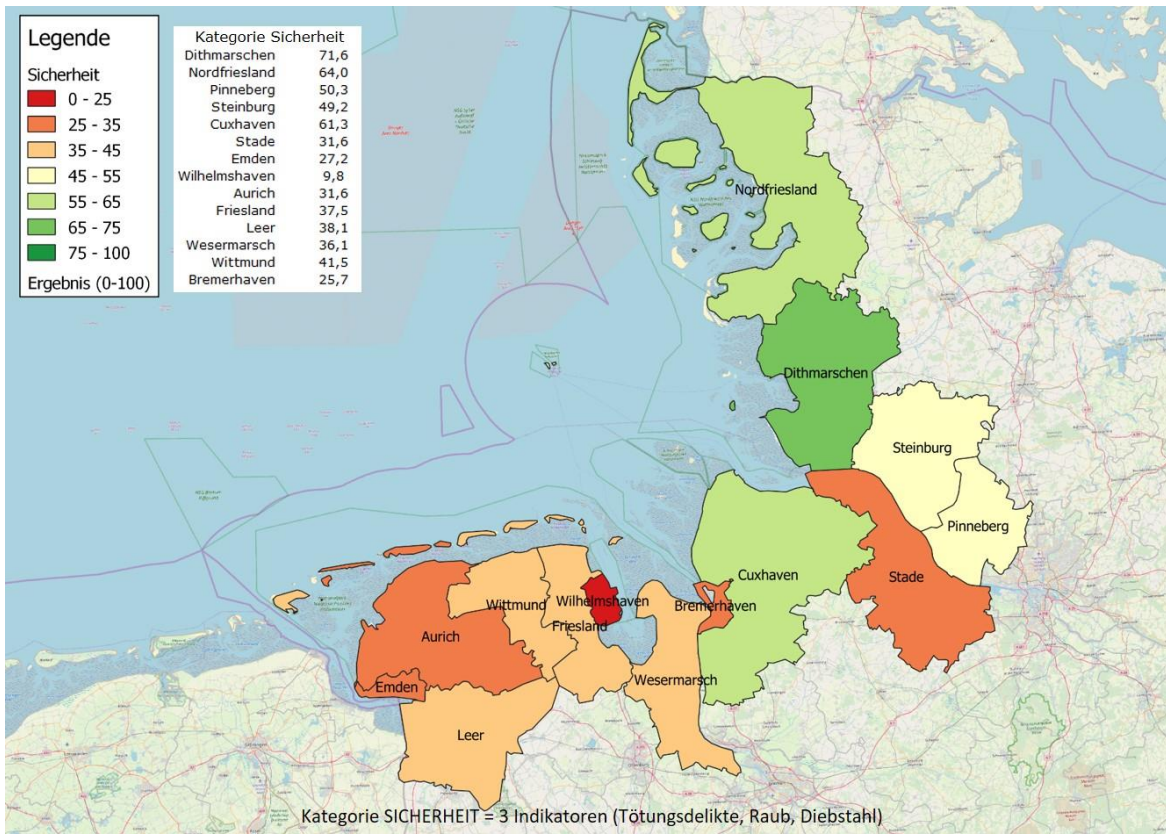 Legende
Sicherheit
0 - 25
25 - 35
35 - 45
45 - 55
55 - 65
65 - 75
75 - 100
Ergebnis (0-100)
Kategorie Sicherheit
Dithmarschen 71,6
Nordfriesland 64,0
Pinneberg 50,3
Steinburg 49,2
Cuxhaven 61,3
Stade 31,6
Emden 27,2
Wilhelmshaven 9,8
Aurich 31,6
Friesland 37,5
Leer 38,1
Wesermarsch 36,1
Wittmund 41,5
Bremerhaven 25,7
Nordfriesland
Dithmarschen
Steinburg
Pinneberg
Cuxhaven
Stade
Bremerhaven
Wilhelmshaven
Wittmund
Friesland
Aurich
Wesermarsch
Emden
Leer
Kategorie SICHERHEIT = 3 Indikatoren (Tötungsdelikte, Raub, Diebstahl)